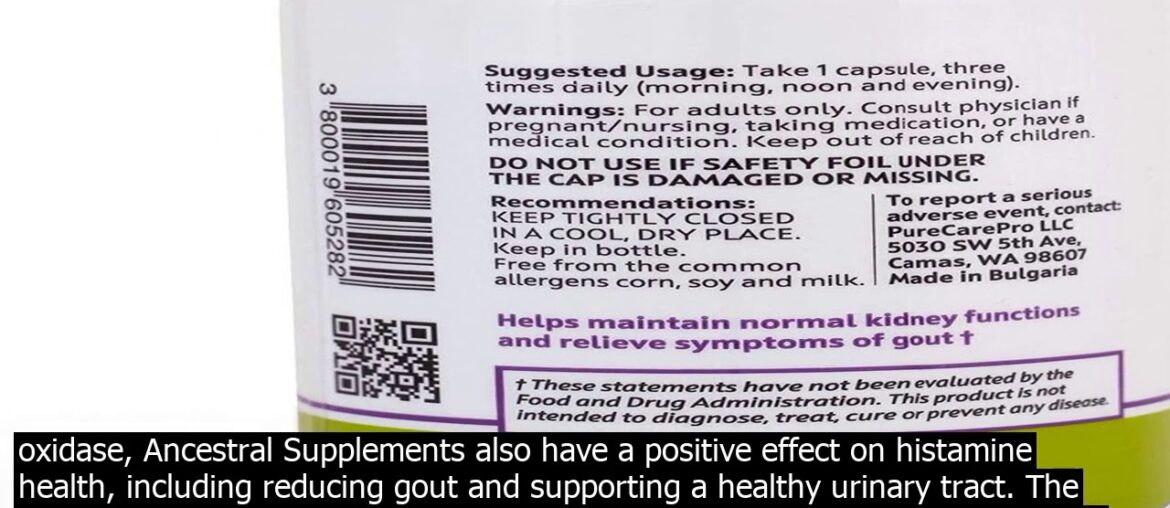 3 800019 605282
Suggested Usage: Take 1 capsule, three
times daily (morning, noon and evening).
Warnings: For adults only. Consult physician if
pregnant/nursing, taking medication, or have a
medical condition. Keep out of reach of children.
DO NOT USE IF SAFETY FOIL UNDER
THE CAP IS DAMAGED OR MISSING.
Recommendations:
KEEP TIGHTLY CLOSED
IN A COOL, DRY PLACE.
Keep in bottle.
Free from the common
allergens corn, soy and milk.
To report a serious
adverse event, contact:
PureCarePro LLC
5030 SW 5th Ave,
Camas, WA 98607
Made in Bulgaria
Helps maintain normal kidney functions
and relieve symptoms of gout †
† These statements have not been evaluated by the
Food and Drug Administration. This product is not
intended to diagnose, treat, cure or prevent any disease.
oxidase, Ancestral Supplements also have a positive effect on histamine
health, including reducing gout and supporting a healthy urinary tract. The